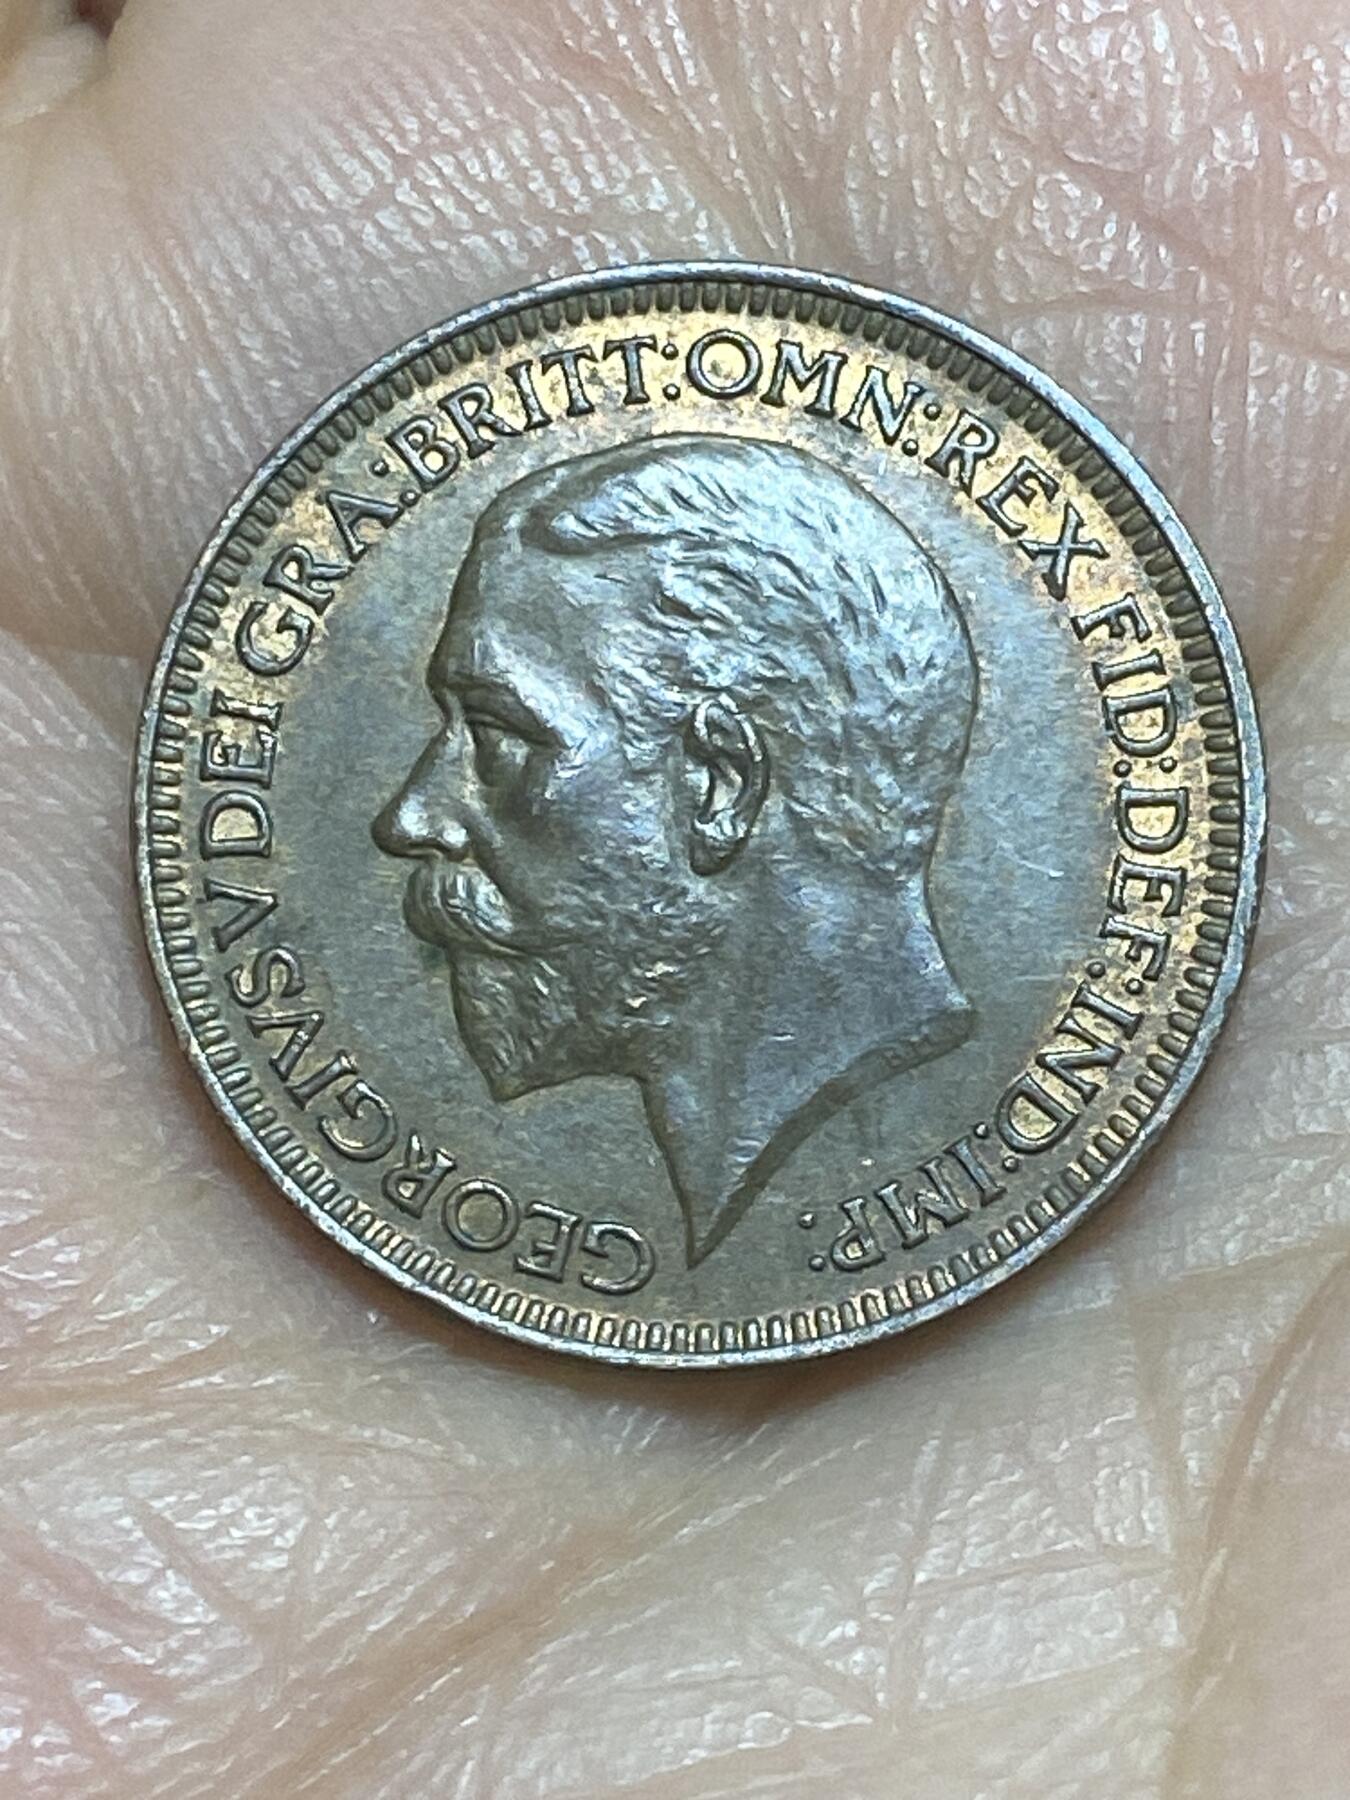 GEORGIVS V DEI GRA: BRITT: OMN: REX FID: DEF: IND: IMP: